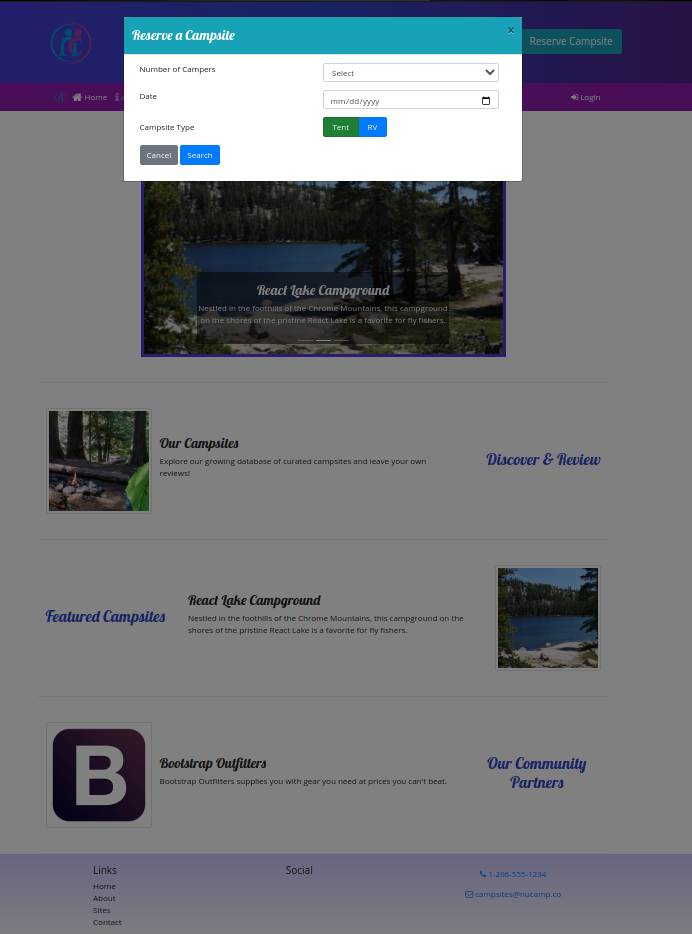 Reserve a Campsite
×
Reserve Campsite
Number of Campers
Select
Home
Login
Date
mm/dd/yyyy
Campsite Type
Tent
RV
Cancel
Search
React Lake Campground
Nestled in the foothills of the Chrome Mountains, this campground
on the shores of the pristine React Lake is a favorite for fly fishers.
Our Campsites
Explore our growing database of curated campsites and leave your own
reviews!
Discover & Review
Featured Campsites
React Lake Campground
Nestled in the foothills of the Chrome Mountains, this campground on the
shores of the pristine React Lake is a favorite for fly fishers.
B
Bootstrap Outfitters
Bootstrap Outfitters supplies you with gear you need at prices you can't beat.
Our Community
Partners
Links
Home
About
Sites
Contact
Social
1-206-555-1234
campsites@nucamp.co